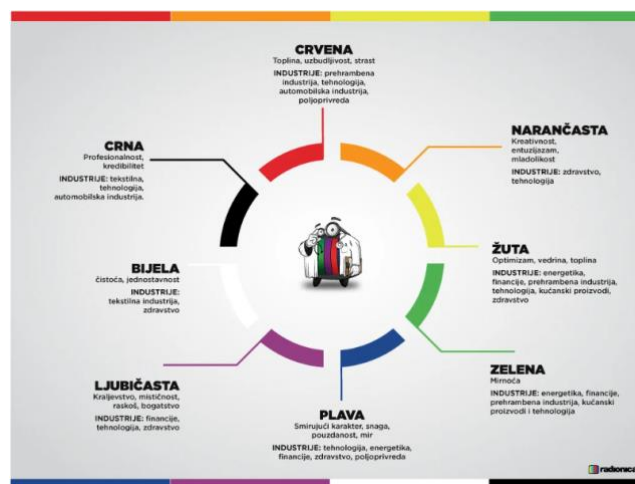 CRVENA
Toplina, uzbudljivost, strast
INDUSTRIJE: prehrambena
industrija, tehnologija,
automobilska industrija,
poljoprivreda
NARANČASTA
Kreativnost,
entuzijazam,
mladolikost
INDUSTRIJE: zdravstvo,
tehnologija
ŽUTA
Optimizam, vedrina, toplina
INDUSTRIJE: energetika,
financije, prehrambena industrija,
tehnologija, kućanski proizvodi,
zdravstvo
ZELENA
Mirnoća
INDUSTRIJE: energetika, financije,
prehrambena industrija, kućanski
proizvodi i tehnologija
PLAVA
Smirujući karakter, snaga,
pouzdanost, mir
INDUSTRIJE: tehnologija, energetika,
financije, zdravstvo, poljoprivreda
LJUBIČASTA
Kraljevstvo, mističnost,
raskoš, bogatstvo
INDUSTRIJE: financije,
tehnologija, zdravstvo
BIJELA
čistoća, jednostavnost
INDUSTRIJE:
tekstilna industrija,
zdravstvo
CRNA
Profesionalnost,
kredibilitet
INDUSTRIJE: tekstilna,
tehnologija,
automobilska industrija.
radionica